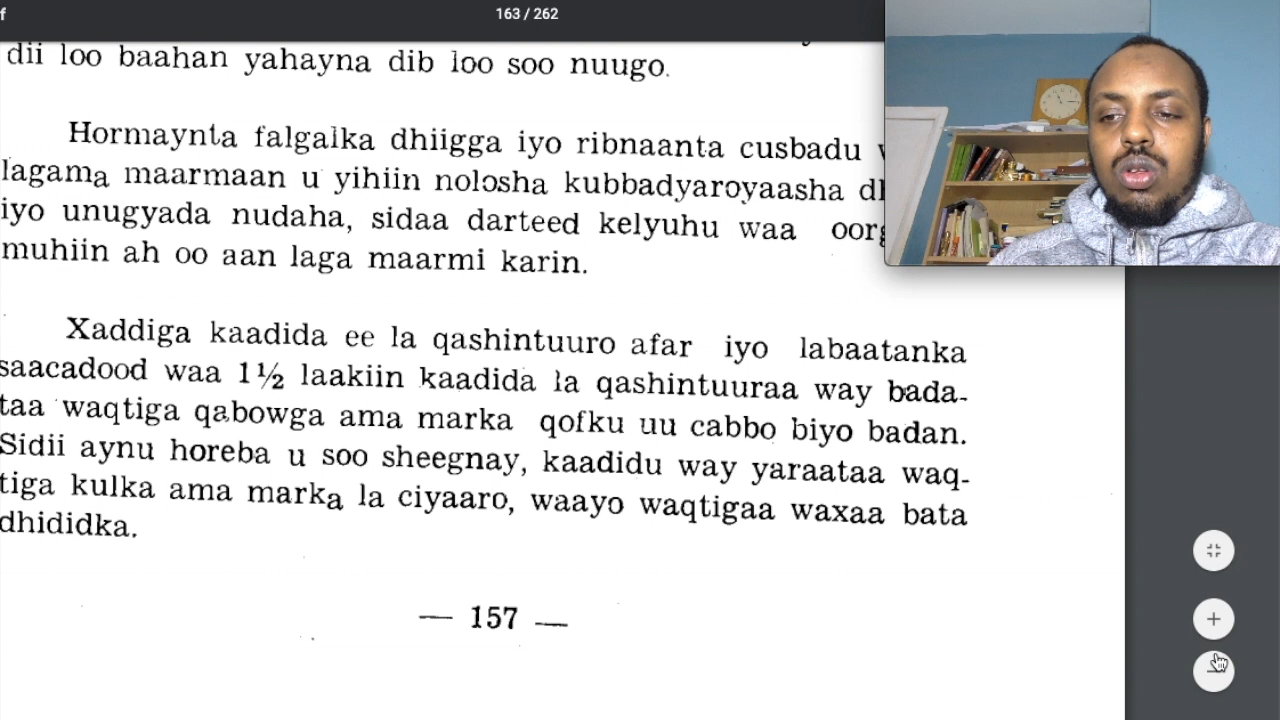 163 / 262
dii loo baahan yahayna dib loo soo nuugo.
Hormaynta falgalka dhiigga iyo ribnaanta cusbadu
lagama maarmaan u yihiin nolosha kubbadyaroyaasha
iyo unugyada nudaha, sidaa darteed kelyuhu waa
muhiin ah oo aan laga maarmi karin.
Xaddiga kaadida ee la qashintuuro afar iyo labaatanka
saacadood waa 1½ laakiin kaadida la qashintuuraa way bada-
taa waqtiga qabowga ama marka qofku uu cabbo biyo badan.
Sidii aynu horeba u soo sheegnay, kaadidu way yaraataa waq-
tiga kulka ama marka la ciyaaro, waayo waqtigaa waxaa bata
dhididka.
— 157 —